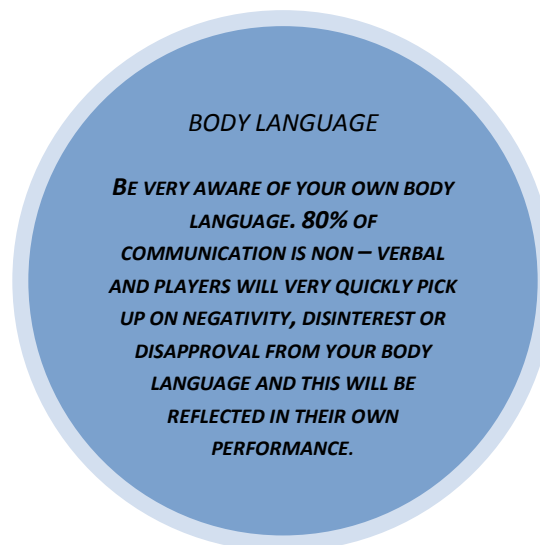 BODY LANGUAGE
BE VERY AWARE OF YOUR OWN BODY
LANGUAGE. 80% OF
COMMUNICATION IS NON – VERBAL
AND PLAYERS WILL VERY QUICKLY PICK
UP ON NEGATIVITY, DISINTEREST OR
DISAPPROVAL FROM YOUR BODY
LANGUAGE AND THIS WILL BE
REFLECTED IN THEIR OWN
PERFORMANCE.